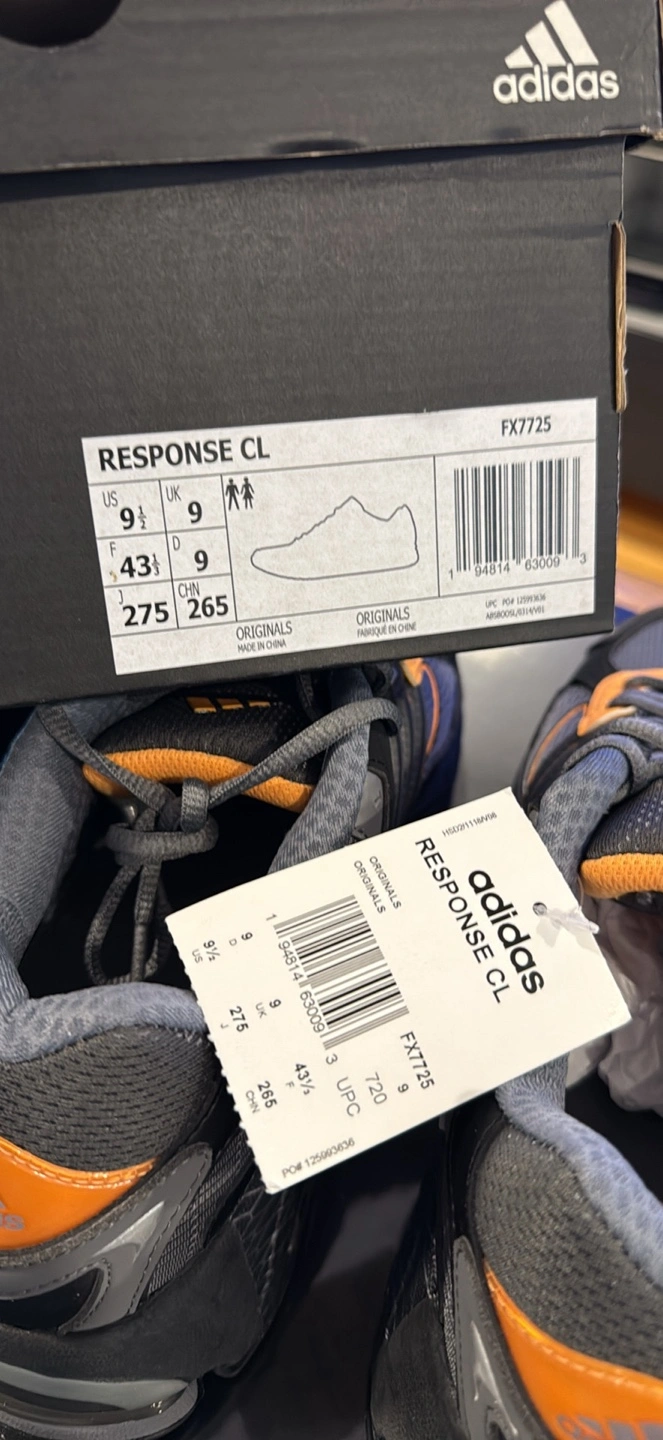 adidas
RESPONSE CL
FX7725
US 9½
UK 9
F 43⅓
D 9
J 275
CHN 265
1 94814 63009 3
ORIGINALS
MADE IN CHINA
ORIGINALS
FABRIQUÉ EN CHINE
UPC PO# 125993636
adidas
RESPONSE CL
ORIGINALS
ORIGINALS
1 94814 63009 3
UPC
FX7725
720 9
9 D
9½ US
9 UK
275 J
43⅓ F
265 CHN
PO# 125993636